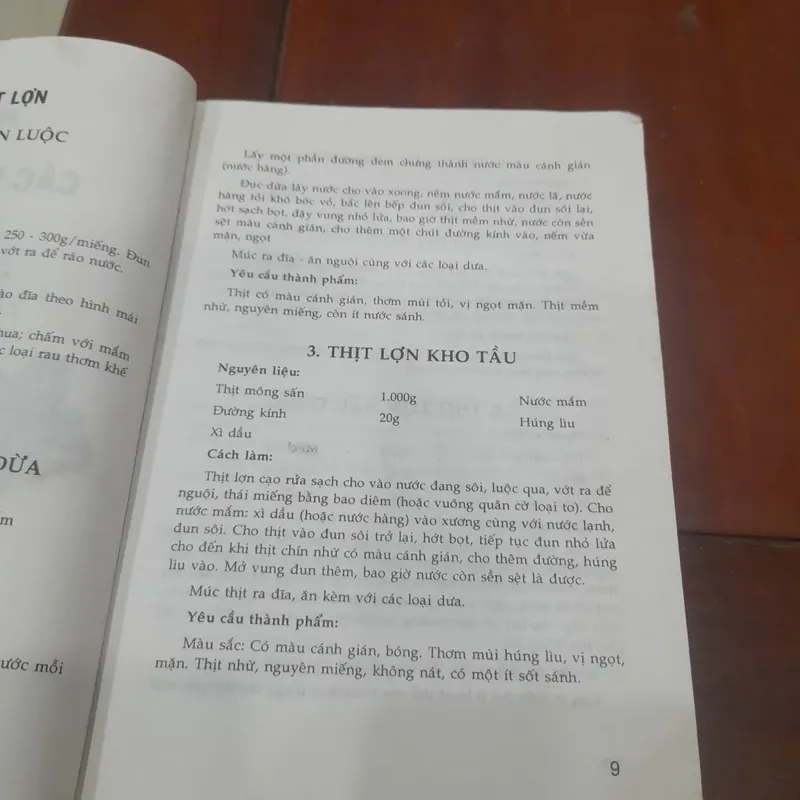 T LỢN
N LUỘC
250 - 300g/miếng. Đun
vớt ra để ráo nước.
ào đĩa theo hình mái
hua; chấm với mắm
c loại rau thơm khế
DỪA
ước mỗi
Lấy một phần đường đem chưng thành nước màu cánh gián
(nước hàng).
Đục dừa lấy nước cho vào xoong, nêm nước mắm, nước lã, nước
hàng tỏi khô bóc vỏ, bắc lên bếp đun sôi, cho thịt vào đun sôi lại,
hớt sạch bọt, đậy vung nhỏ lửa, bao giờ thịt mềm nhừ, nước còn sền
sệt màu cánh gián, cho thêm một chút đường kính vào, nếm vừa
mặn, ngọt
Múc ra đĩa - ăn nguội cùng với các loại dưa.
Yêu cầu thành phẩm:
Thịt có màu cánh gián, thơm mùi tỏi, vị ngọt mặn. Thịt mềm
nhừ, nguyên miếng, còn ít nước sánh.
3. THỊT LỢN KHO TẦU
Nguyên liệu:
Thịt mông sấn 1.000g Nước mắm
Đường kính 20g Húng lìu
Xì dầu
Cách làm:
Thịt lợn cạo rửa sạch cho vào nước đang sôi, luộc qua, vớt ra để
nguội, thái miếng bằng bao diêm (hoặc vuông quân cờ loại to). Cho
nước mắm: xì dầu (hoặc nước hàng) vào xương cùng với nước lạnh,
đun sôi. Cho thịt vào đun sôi trở lại, hớt bọt, tiếp tục đun nhỏ lửa
cho đến khi thịt chín nhừ có màu cánh gián, cho thêm đường, húng
lìu vào. Mở vung đun thêm, bao giờ nước còn sền sệt là được.
Múc thịt ra đĩa, ăn kèm với các loại dưa.
Yêu cầu thành phẩm:
Màu sắc: Có màu cánh gián, bóng. Thơm mùi húng lìu, vị ngọt,
mặn. Thịt nhừ, nguyên miếng, không nát, có một ít sốt sánh.
9